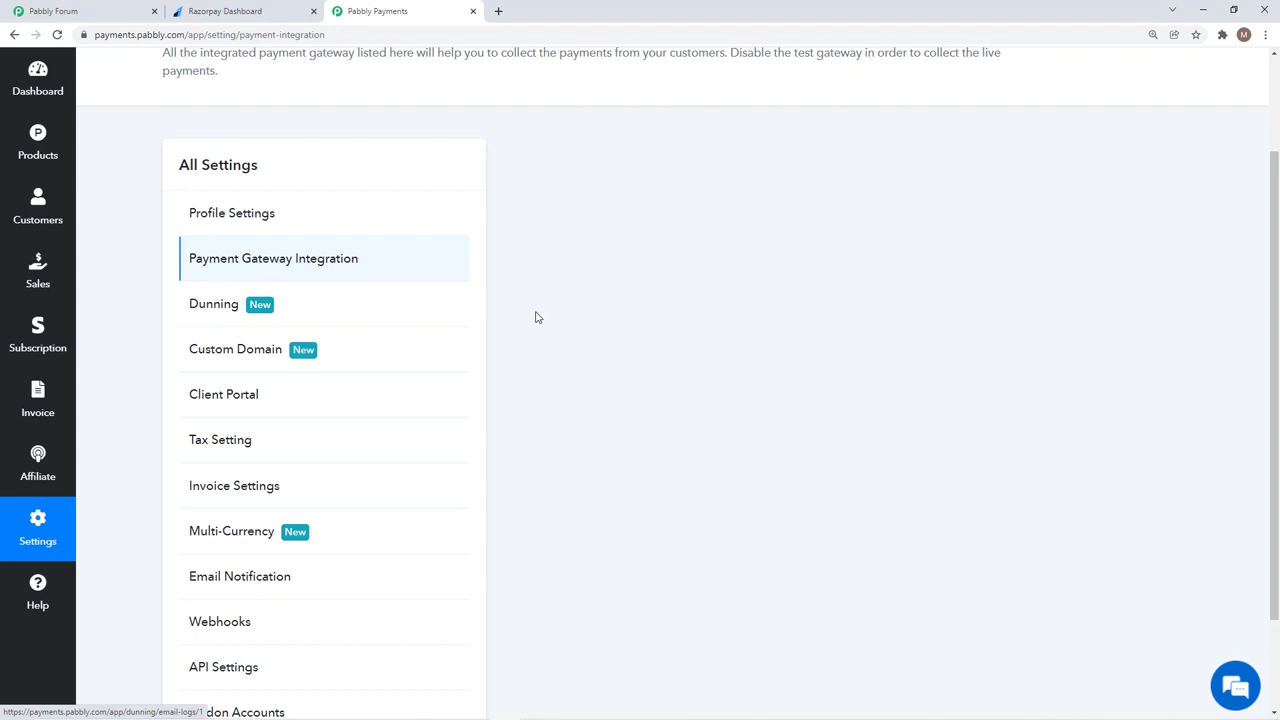 Pabbly Forum
Razorpay Dashboard
Pabbly Payments
payments.pabbly.com/app/setting/payment-integration
M
All the integrated payment gateway listed here will help you to collect the payments from your customers. Disable the test gateway in order to collect the live
payments.
Dashboard
Products
Customers
Sales
Subscription
Invoice
Affiliate
Settings
Help
All Settings
Profile Settings
Payment Gateway Integration
Dunning New
Custom Domain New
Client Portal
Tax Setting
Invoice Settings
Multi-Currency New
Email Notification
Webhooks
API Settings
Accounts
https://payments.pabbly.com/app/dunning/email-logs/1